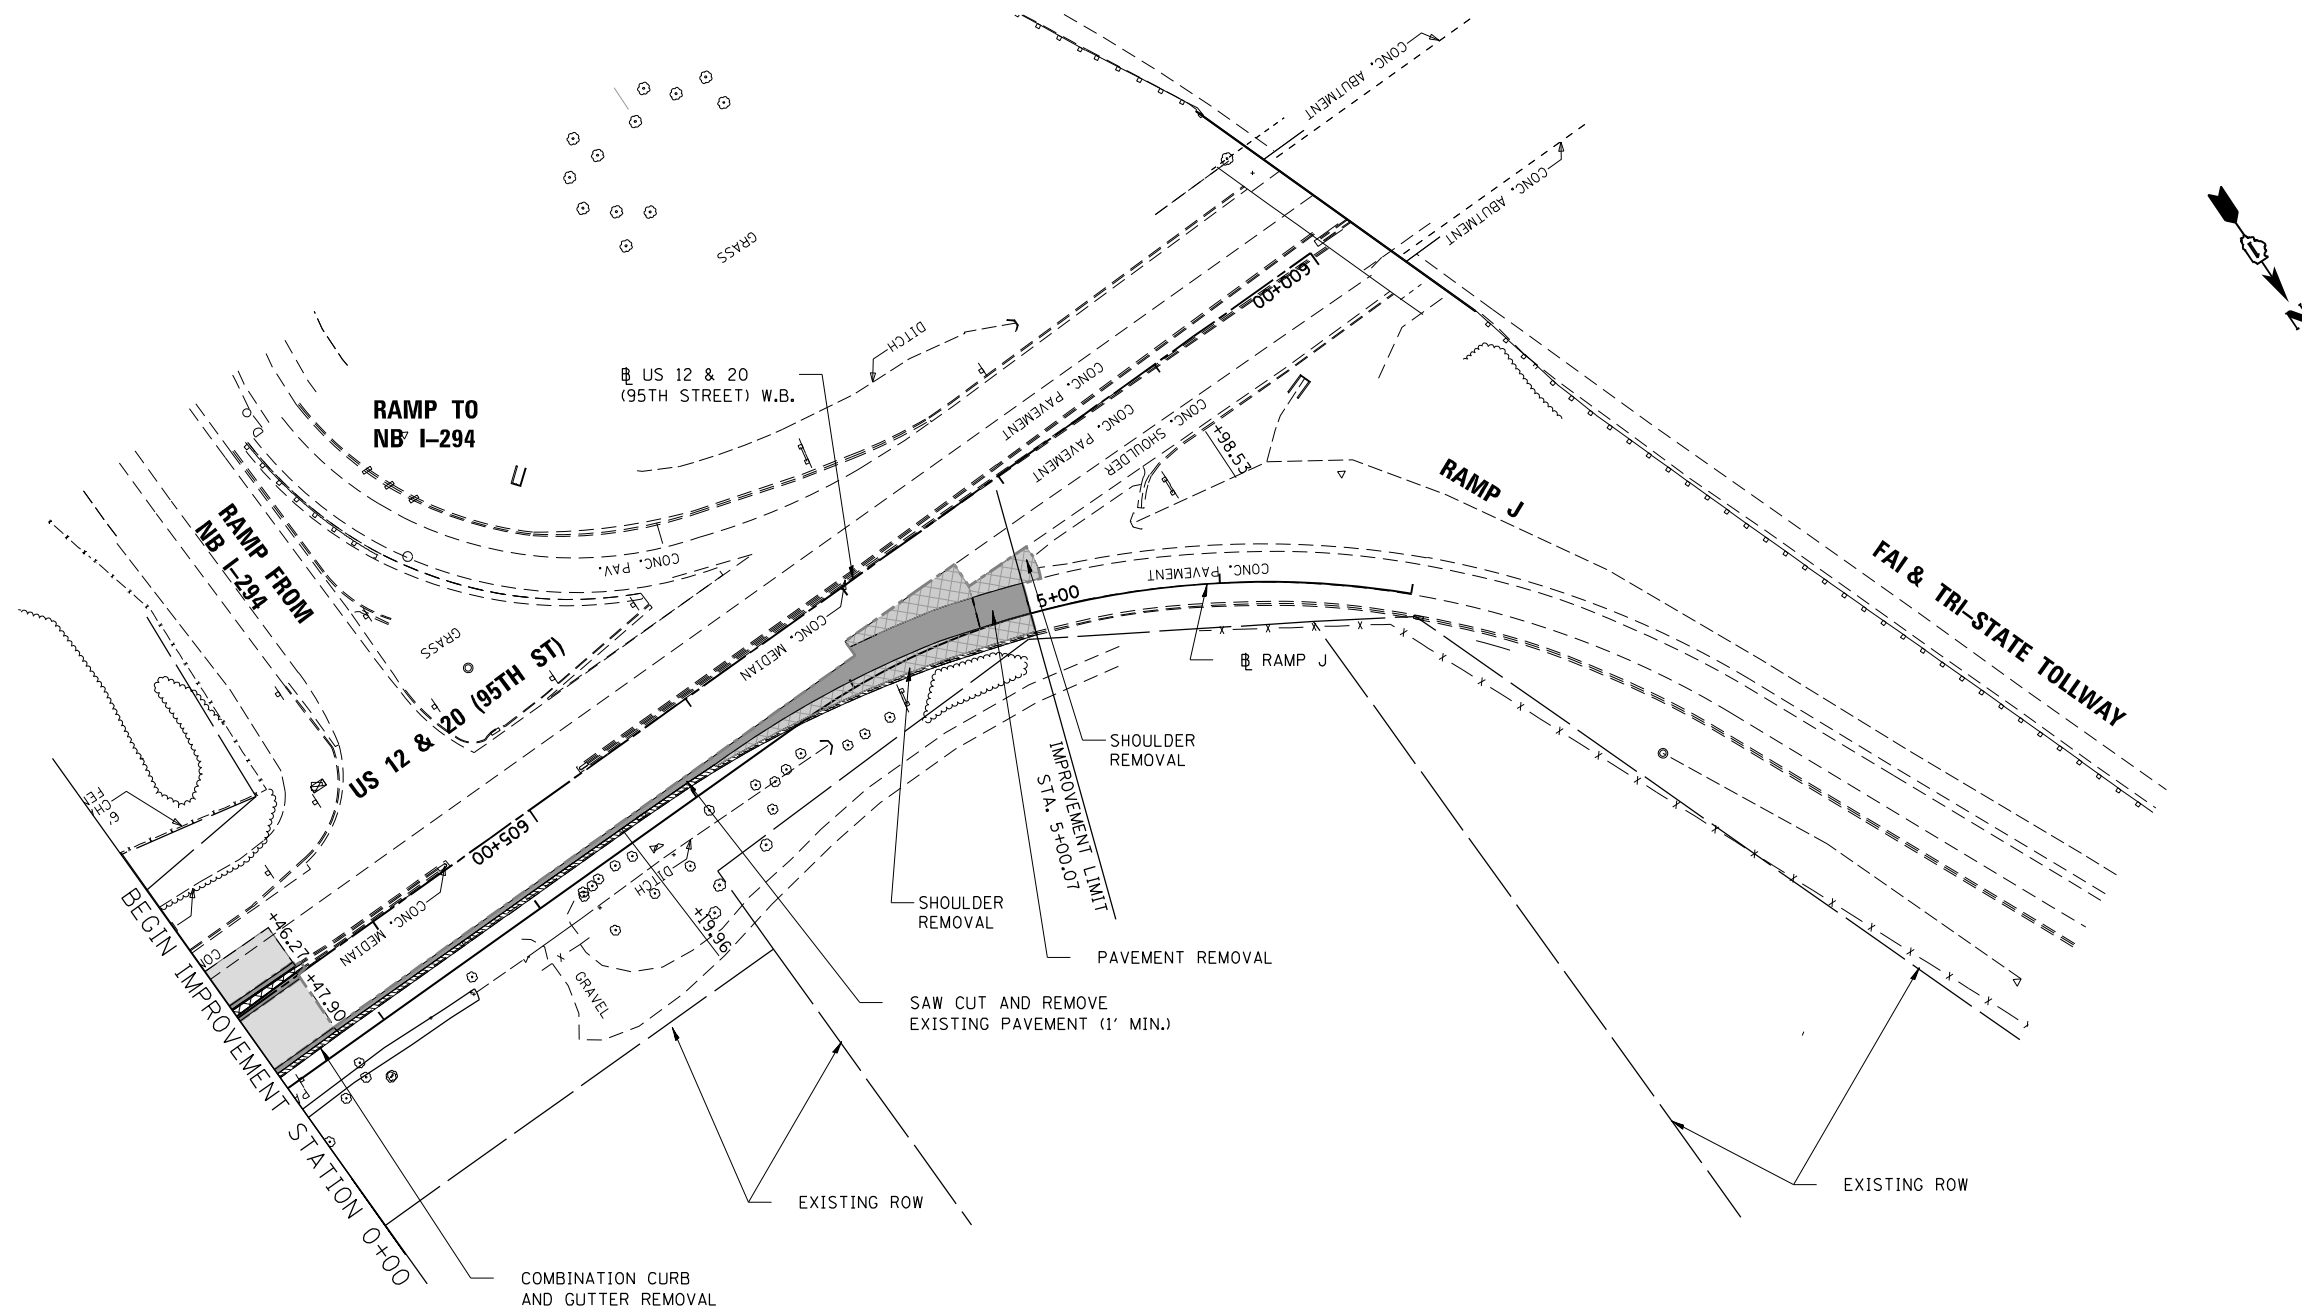 CONC. ABUTMENT
CONC. ABUTMENT
GRASS
600+00
DITCH
BL US 12 & 20
(95TH STREET) W.B.
RAMP TO
NB I-294
CONC. PAVEMENT
CONC. PAVEMENT
CONC. SHOULDER
+98.53
RAMP J
RAMP FROM
NB I-294
CONC. PAV.
CONC. PAVEMENT
5+00
FAI & TRI-STATE TOLLWAY
GRASS
CONC. MEDIAN
BL RAMP J
US 12 & 20 (95TH ST)
SHOULDER
REMOVAL
IMPROVEMENT LIMIT
STA. 5+00.07
605+00
DITCH
SHOULDER
REMOVAL
+19.96
CONC. MEDIAN
+46.27
+47.90
PAVEMENT REMOVAL
GRAVEL
SAW CUT AND REMOVE
EXISTING PAVEMENT (1' MIN.)
BEGIN IMPROVEMENT STATION 0+00
EXISTING ROW
EXISTING ROW
COMBINATION CURB
AND GUTTER REMOVAL